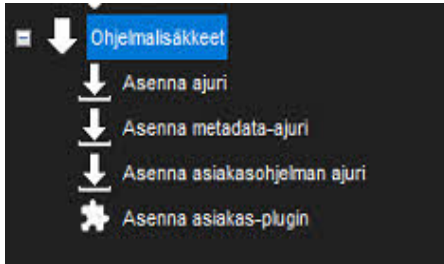 Ohjelmalisäkkeet
Asenna ajuri
Asenna metadata-ajuri
Asenna asiakasohjelman ajuri
Asenna asiakas-plugin